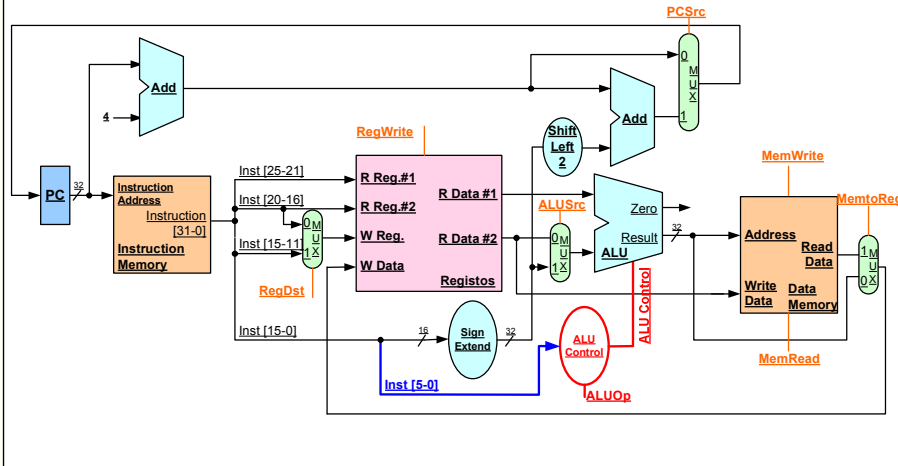 PCSrc
0
M
U
X
1
Add
4
Add
Shift
Left
2
RegWrite
Inst [25-21]
R Reg.#1
R Data #1
MemWrite
PC
32
Instruction
Address
Instruction
[31-0]
Instruction
Memory
Inst [20-16]
R Reg.#2
ALUSrc
MemtoReg
0
M
U
X
1
W Reg.
R Data #2
0
M
U
X
1
Zero
Result
32
ALU
Address
Read
Data
1
M
U
X
0
Inst [15-11]
W Data
Registos
Write
Data
Data
Memory
RegDst
ALU Control
Inst [15-0]
16
Sign
Extend
32
ALU
Control
MemRead
Inst [5-0]
ALUOp